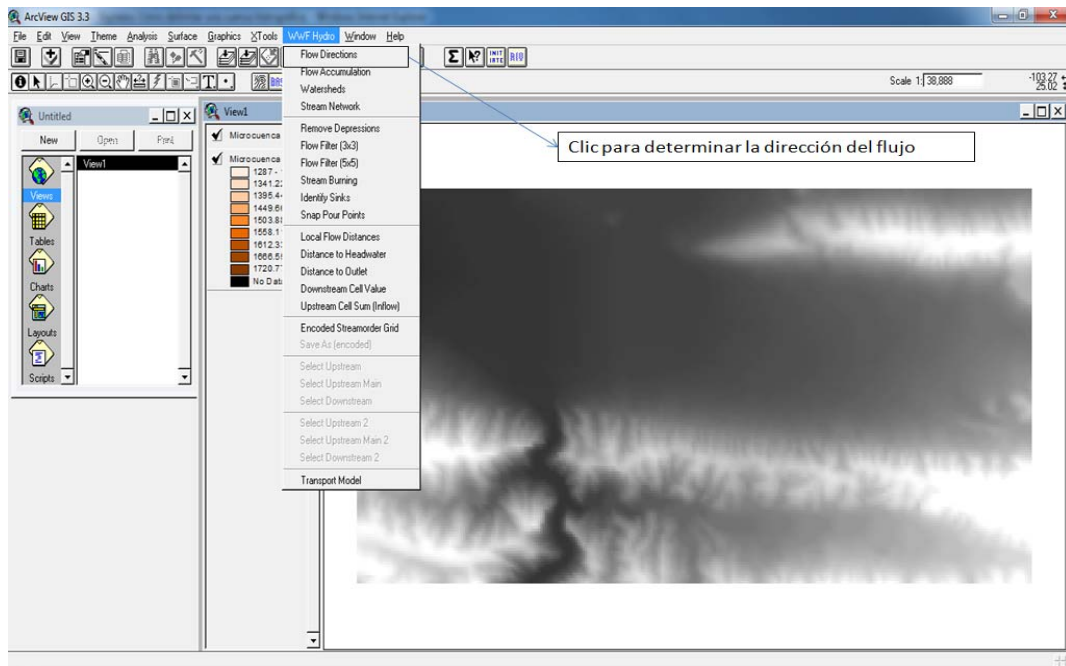 ArcView GIS 3.3
File Edit View Theme Analysis Surface Graphics XTools WWF Hydro Window Help
Scale 1: 38,888
-103.27
25.02
Untitled
New Open Print
View1
Views
Tables
Charts
Layouts
Scripts
View1
Microcuenca
Microcuenca
1287 -
1341.2
1395.4
1449.6
1503.8
1558.1
1612.3
1666.5
1720.7
No Dat
Flow Directions
Flow Accumulation
Watersheds
Stream Network
Remove Depressions
Flow Filter (3x3)
Flow Filter (5x5)
Stream Burning
Identify Sinks
Snap Pour Points
Local Flow Distances
Distance to Headwater
Distance to Outlet
Downstream Cell Value
Upstream Cell Sum (Inflow)
Encoded Streamorder Grid
Save As (encoded)
Select Upstream
Select Upstream Main
Select Downstream
Select Upstream 2
Select Upstream Main 2
Select Downstream 2
Transport Model
Clic para determinar la dirección del flujo